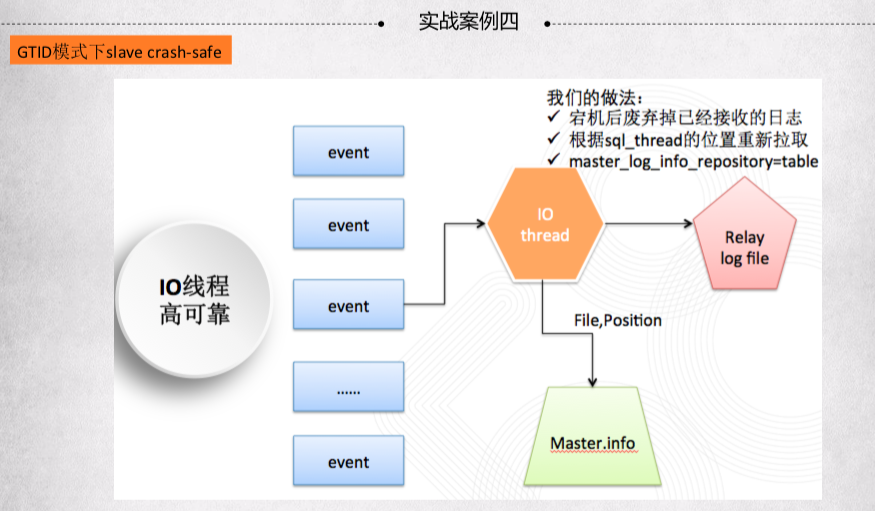 实战案例四
GTID模式下slave crash-safe
我们的做法：
✓ 宕机后废弃掉已经接收的日志
✓ 根据sql_thread的位置重新拉取
✓ master_log_info_repository=table
event
event
event
......
event
IO线程
高可靠
IO
thread
Relay
log file
File,Position
Master.info